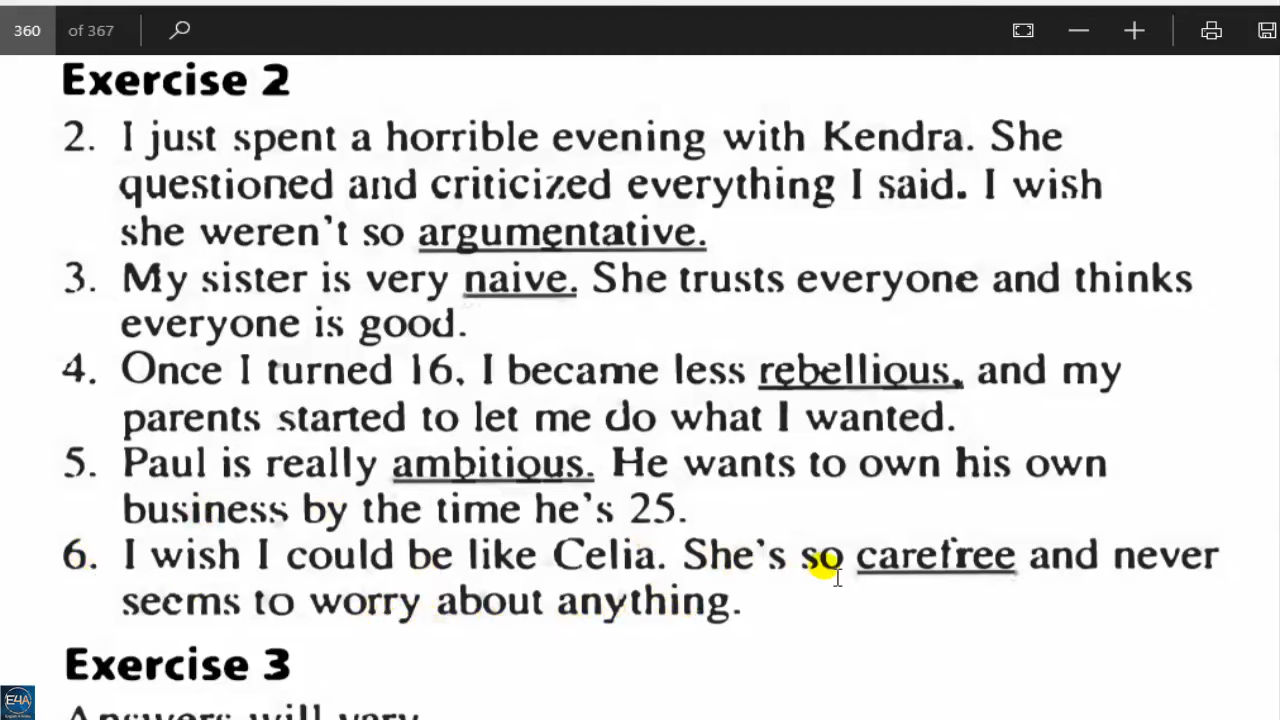 360 of 367
Exercise 2
2. I just spent a horrible evening with Kendra. She
questioned and criticized everything I said. I wish
she weren't so argumentative.
3. My sister is very naive. She trusts everyone and thinks
everyone is good.
4. Once I turned 16, I became less rebellious, and my
parents started to let me do what I wanted.
5. Paul is really ambitious. He wants to own his own
business by the time he's 25.
6. I wish I could be like Celia. She's so carefree and never
seems to worry about anything.
Exercise 3
Answers will vary.
E4A